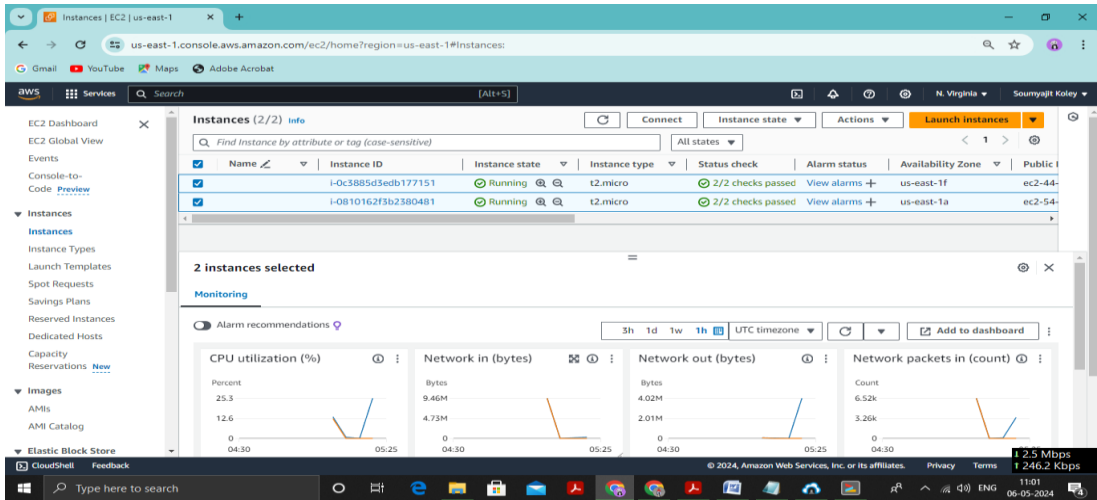 Instances | EC2 | us-east-1
us-east-1.console.aws.amazon.com/ec2/home?region=us-east-1#Instances:
Gmail YouTube Maps Adobe Acrobat
aws Services Search [Alt+S] N. Virginia Soumyajit Koley
EC2 Dashboard
EC2 Global View
Events
Console-to-
Code Preview
Instances
Instances
Instance Types
Launch Templates
Spot Requests
Savings Plans
Reserved Instances
Dedicated Hosts
Capacity
Reservations New
Images
AMIs
AMI Catalog
Elastic Block Store
Instances (2/2) Info Connect Instance state Actions Launch instances
Find Instance by attribute or tag (case-sensitive) All states 1
Name Instance ID Instance state Instance type Status check Alarm status Availability Zone Public I
i-0c3885d3edb177151 Running t2.micro 2/2 checks passed View alarms + us-east-1f ec2-44-
i-0810162f3b2380481 Running t2.micro 2/2 checks passed View alarms + us-east-1a ec2-54-
2 instances selected
Monitoring
Alarm recommendations 3h 1d 1w 1h UTC timezone Add to dashboard
CPU utilization (%) Network in (bytes) Network out (bytes) Network packets in (count)
Percent Bytes Bytes Count
25.3 9.46M 4.02M 6.52k
12.6 4.73M 2.01M 3.26k
0 0 0 0
04:30 05:25 04:30 05:25 04:30 05:25 04:30
CloudShell Feedback © 2024, Amazon Web Services, Inc. or its affiliates. Privacy Terms
2.5 Mbps
246.2 Kbps
Type here to search ENG 11:01
06-05-2024